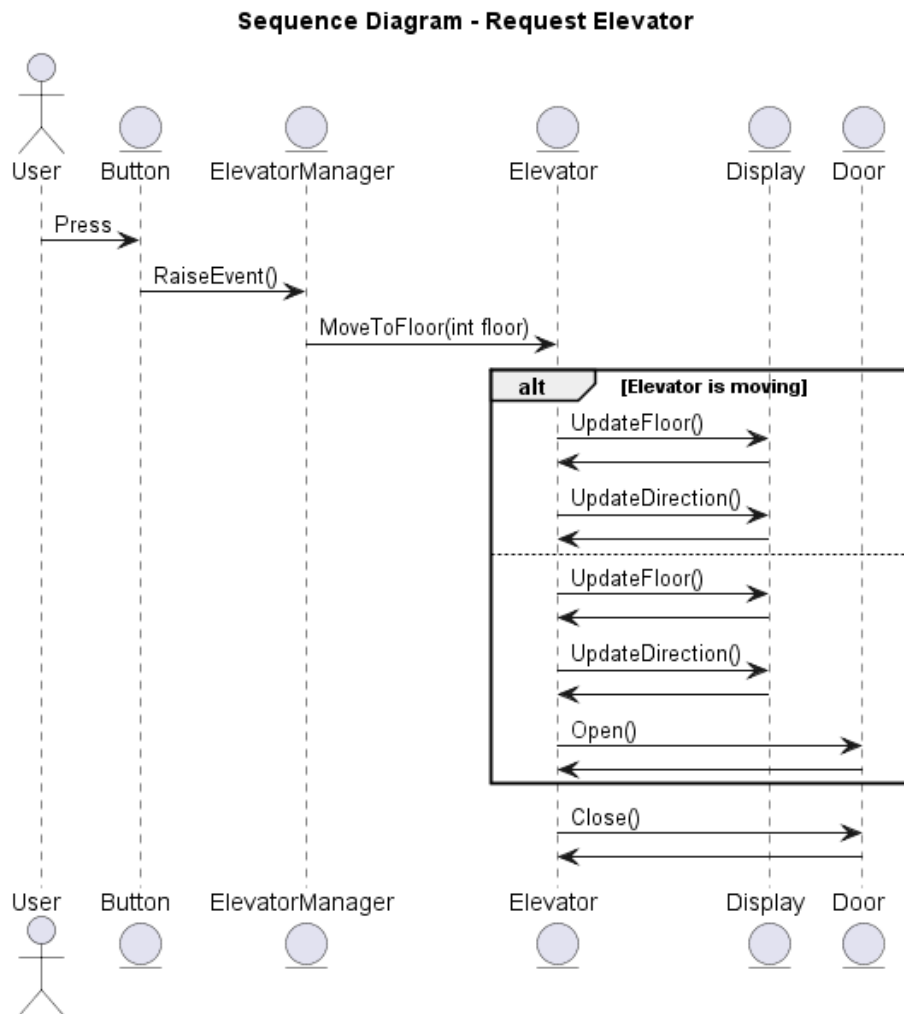 Sequence Diagram - Request Elevator
User Button ElevatorManager Elevator Display Door
Press
RaiseEvent()
MoveToFloor(int floor)
alt [Elevator is moving]
UpdateFloor()
UpdateDirection()
UpdateFloor()
UpdateDirection()
Open()
Close()
User Button ElevatorManager Elevator Display Door